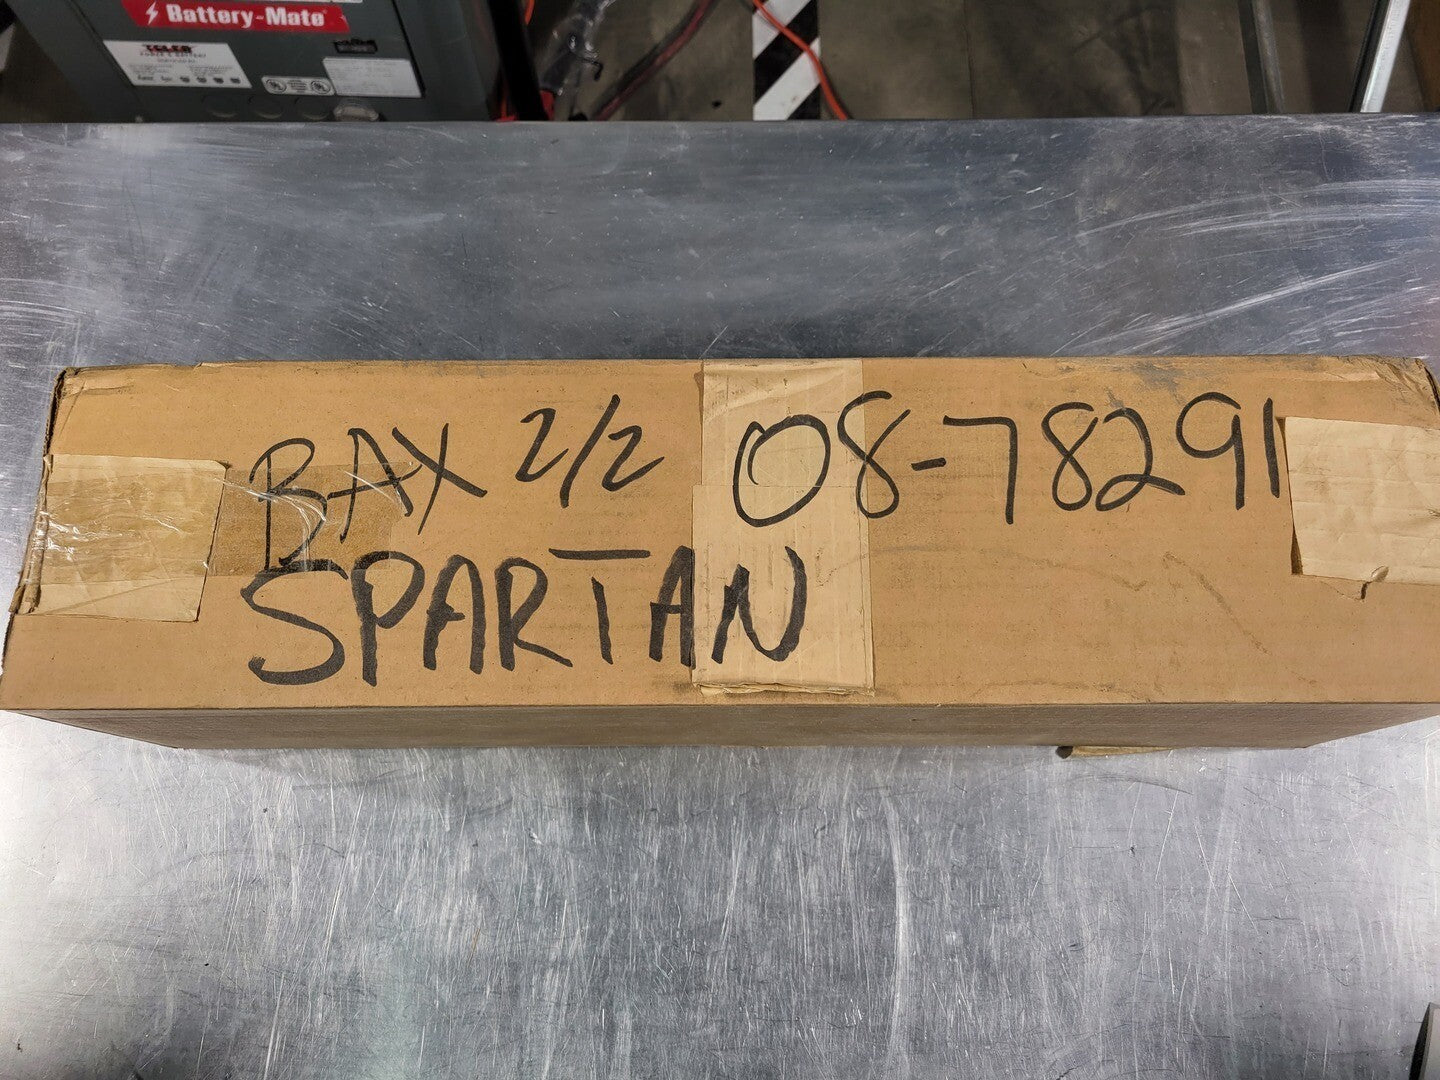 Battery-Mate
BAX 2/2 08-78291
SPARTAN